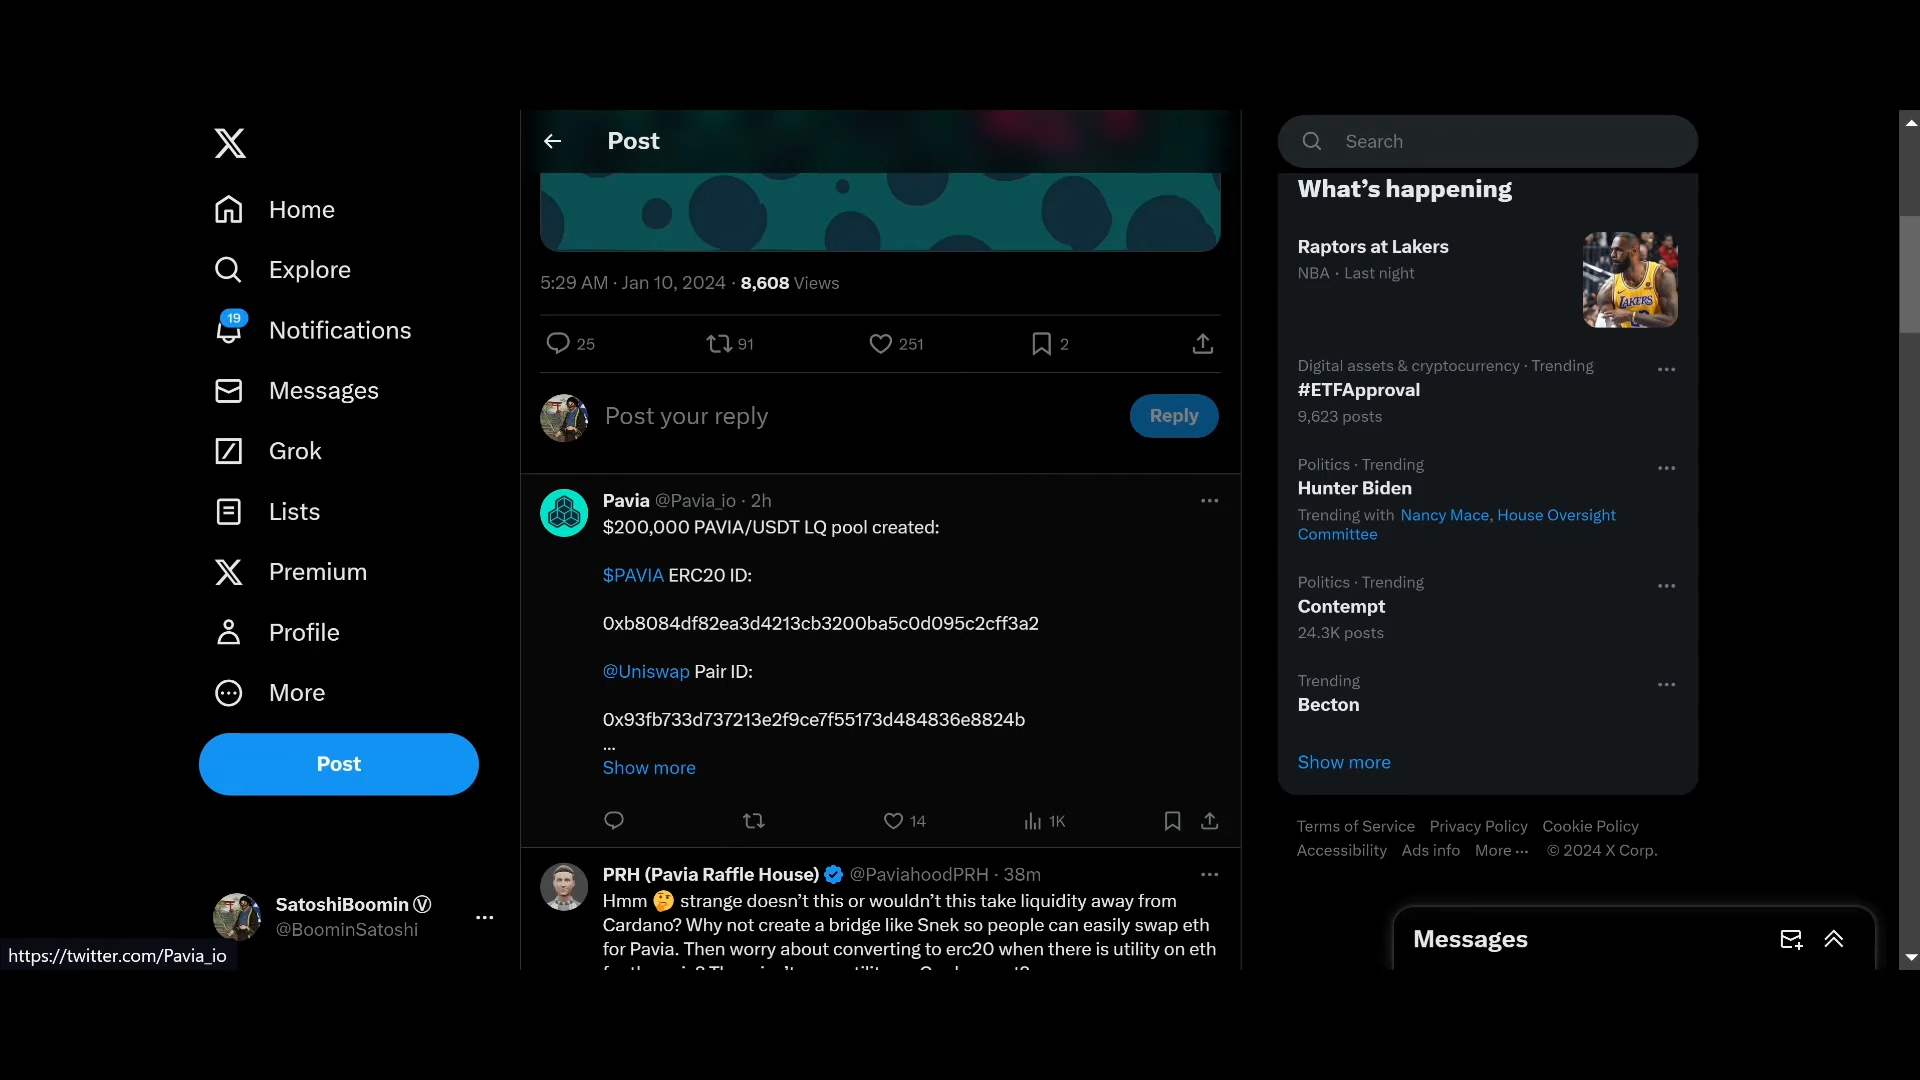 Home
Explore
19
Notifications
Messages
Grok
Lists
Premium
Profile
More
Post
SatoshiBoomin Ⓥ
@BoominSatoshi
https://twitter.com/Pavia_io
Post
5:29 AM · Jan 10, 2024 · 8,608 Views
25 91 251 2
Post your reply
Reply
Pavia @Pavia_io · 2h
$200,000 PAVIA/USDT LQ pool created:
$PAVIA ERC20 ID:
0xb8084df82ea3d4213cb3200ba5c0d095c2cff3a2
@Uniswap Pair ID:
0x93fb733d737213e2f9ce7f55173d484836e8824b
...
Show more
14 1K
PRH (Pavia Raffle House) @PaviahoodPRH · 38m
Hmm 🤔 strange doesn't this or wouldn't this take liquidity away from
Cardano? Why not create a bridge like Snek so people can easily swap eth
for Pavia. Then worry about converting to erc20 when there is utility on eth
Search
What's happening
Raptors at Lakers
NBA · Last night
LAKERS
Digital assets & cryptocurrency · Trending
#ETFApproval
9,623 posts
Politics · Trending
Hunter Biden
Trending with Nancy Mace, House Oversight
Committee
Politics · Trending
Contempt
24.3K posts
Trending
Becton
Show more
Terms of Service Privacy Policy Cookie Policy
Accessibility Ads info More ··· © 2024 X Corp.
Messages